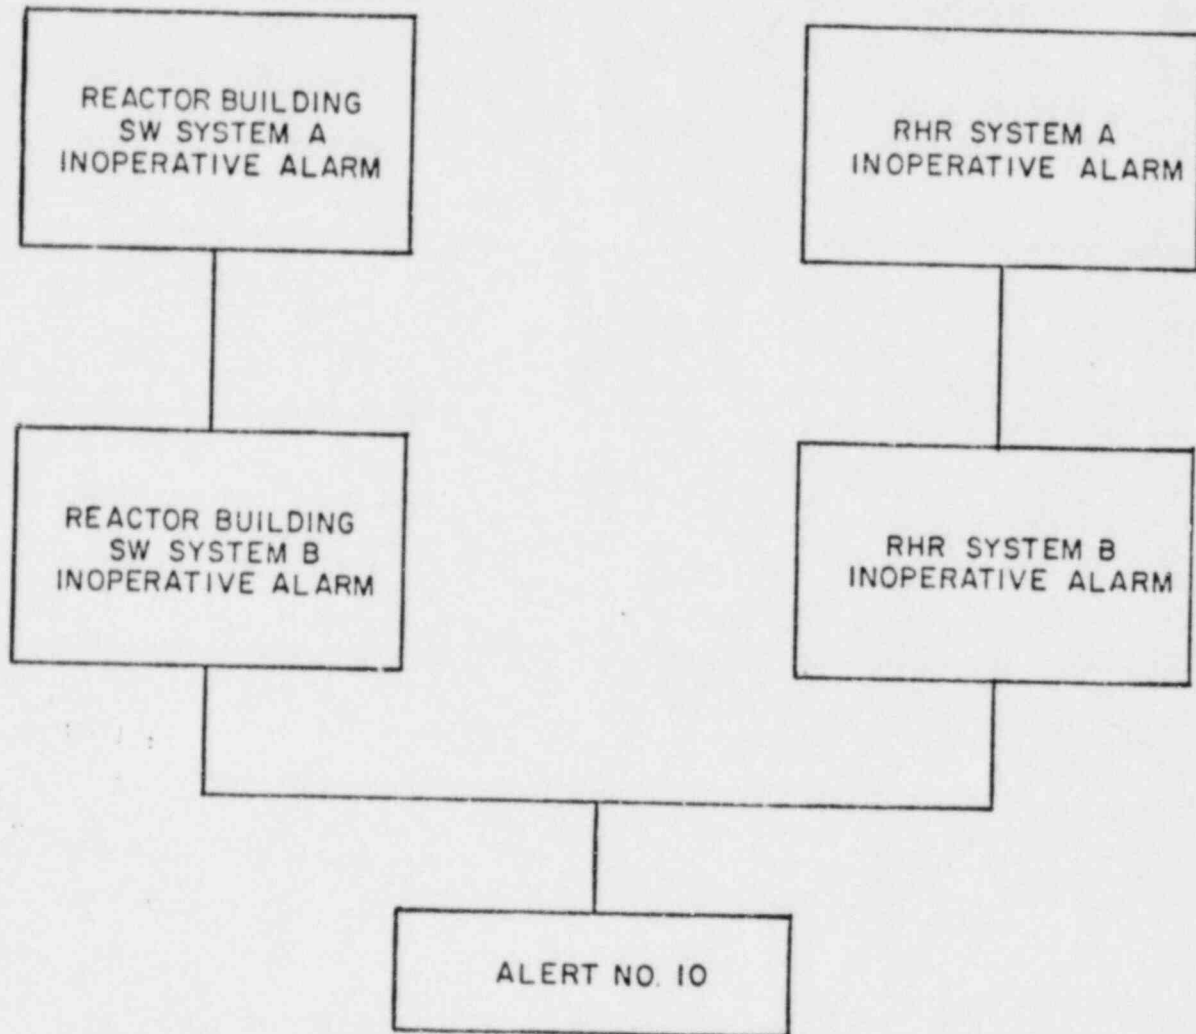 REACTOR BUILDING
SW SYSTEM A
INOPERATIVE ALARM
RHR SYSTEM A
INOPERATIVE ALARM
REACTOR BUILDING
SW SYSTEM B
INOPERATIVE ALARM
RHR SYSTEM B
INOPERATIVE ALARM
ALERT NO. 10